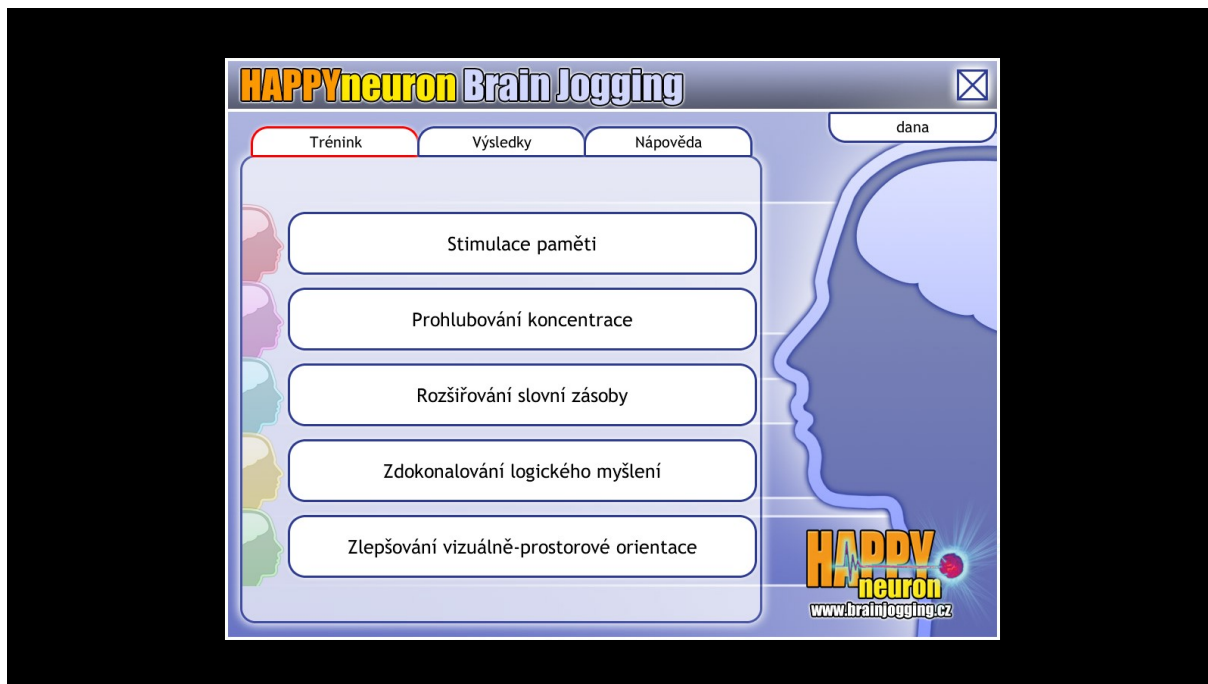 HAPPYneuron Brain Jogging
dana
Trénink
Výsledky
Nápověda
Stimulace paměti
Prohlubování koncentrace
Rozšiřování slovní zásoby
Zdokonalování logického myšlení
Zlepšování vizuálně-prostorové orientace
HAPPY
neuron
www.brainjogging.cz